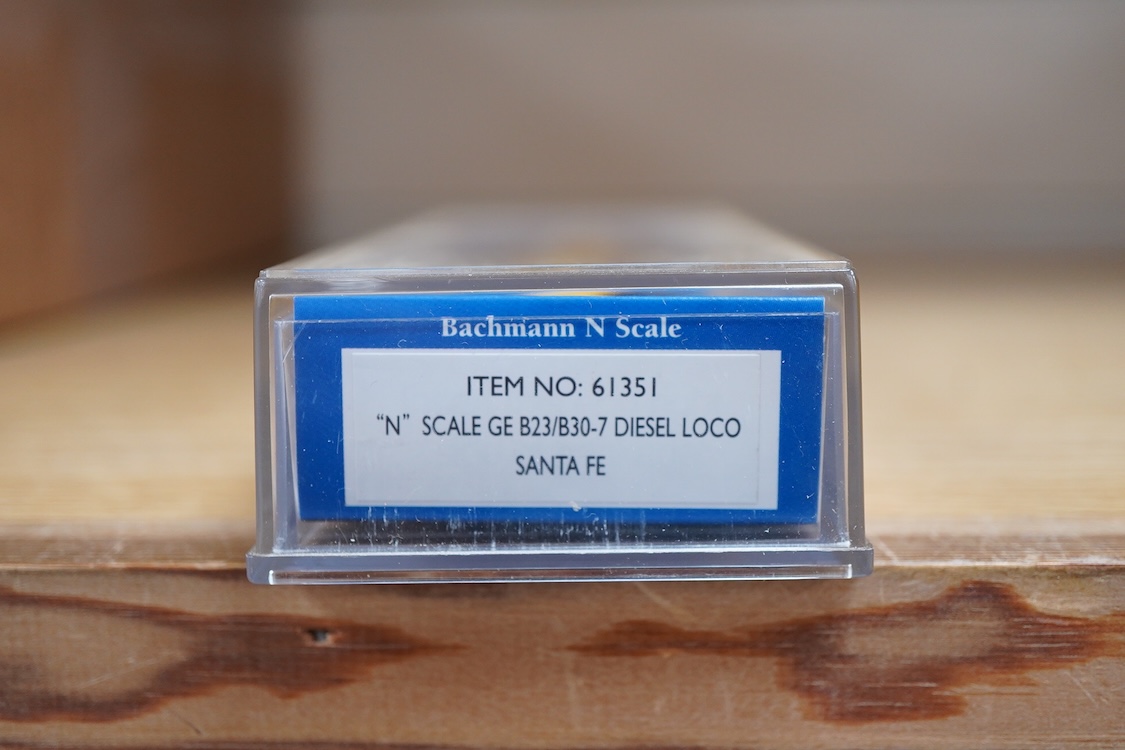 Bachmann N Scale
ITEM NO: 61351
“N” SCALE GE B23/B30-7 DIESEL LOCO
SANTA FE